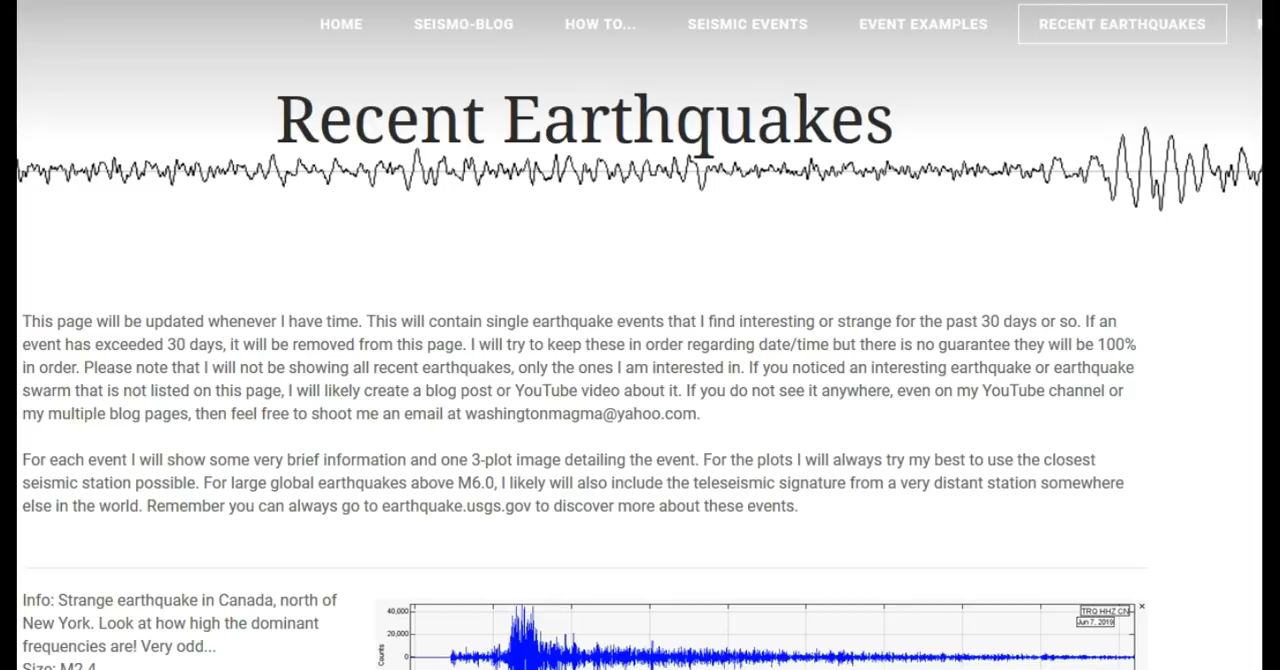 HOME SEISMO-BLOG HOW TO... SEISMIC EVENTS EVENT EXAMPLES RECENT EARTHQUAKES
Recent Earthquakes
This page will be updated whenever I have time. This will contain single earthquake events that I find interesting or strange for the past 30 days or so. If an
event has exceeded 30 days, it will be removed from this page. I will try to keep these in order regarding date/time but there is no guarantee they will be 100%
in order. Please note that I will not be showing all recent earthquakes, only the ones I am interested in. If you noticed an interesting earthquake or earthquake
swarm that is not listed on this page, I will likely create a blog post or YouTube video about it. If you do not see it anywhere, even on my YouTube channel or
my multiple blog pages, then feel free to shoot me an email at washingtonmagma@yahoo.com.
For each event I will show some very brief information and one 3-plot image detailing the event. For the plots I will always try my best to use the closest
seismic station possible. For large global earthquakes above M6.0, I likely will also include the teleseismic signature from a very distant station somewhere
else in the world. Remember you can always go to earthquake.usgs.gov to discover more about these events.
Info: Strange earthquake in Canada, north of
New York. Look at how high the dominant
frequencies are! Very odd...
Size: M2.4
40,000
20,000
0
Counts
TRQ HHZ CN
Jun 7, 2019